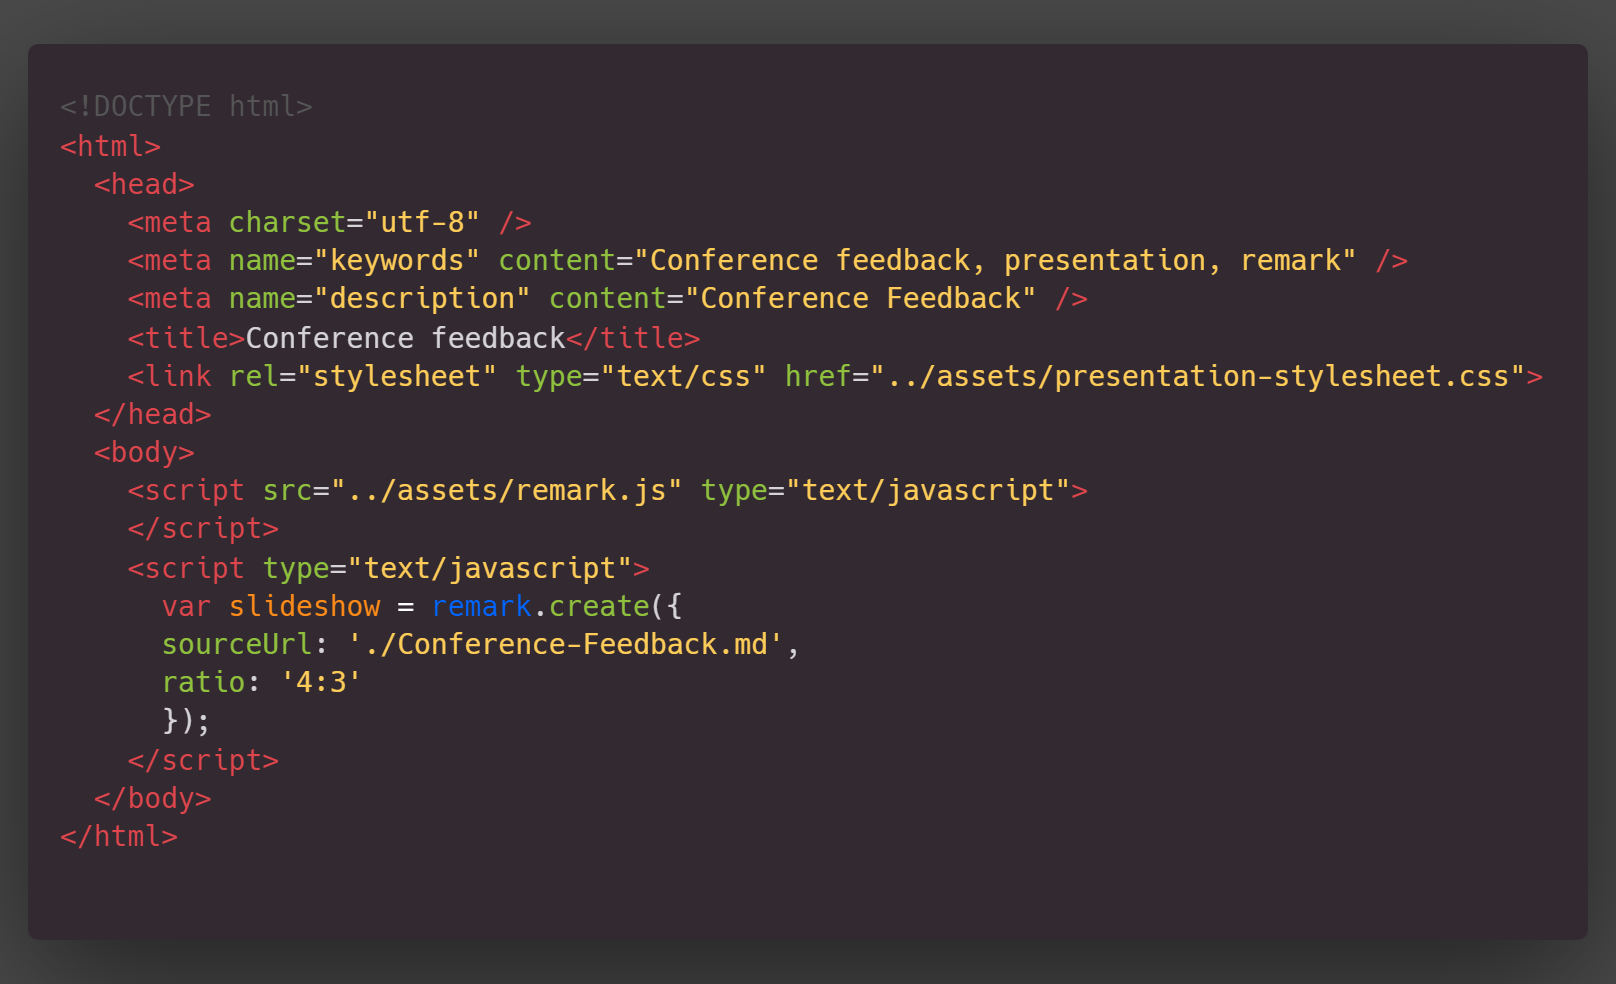 <!DOCTYPE html>
<html>
  <head>
    <meta charset="utf-8" />
    <meta name="keywords" content="Conference feedback, presentation, remark" />
    <meta name="description" content="Conference Feedback" />
    <title>Conference feedback</title>
    <link rel="stylesheet" type="text/css" href="../assets/presentation-stylesheet.css">
  </head>
  <body>
    <script src="../assets/remark.js" type="text/javascript">
    </script>
    <script type="text/javascript">
      var slideshow = remark.create({
      sourceUrl: './Conference-Feedback.md',
      ratio: '4:3'
      });
    </script>
  </body>
</html>